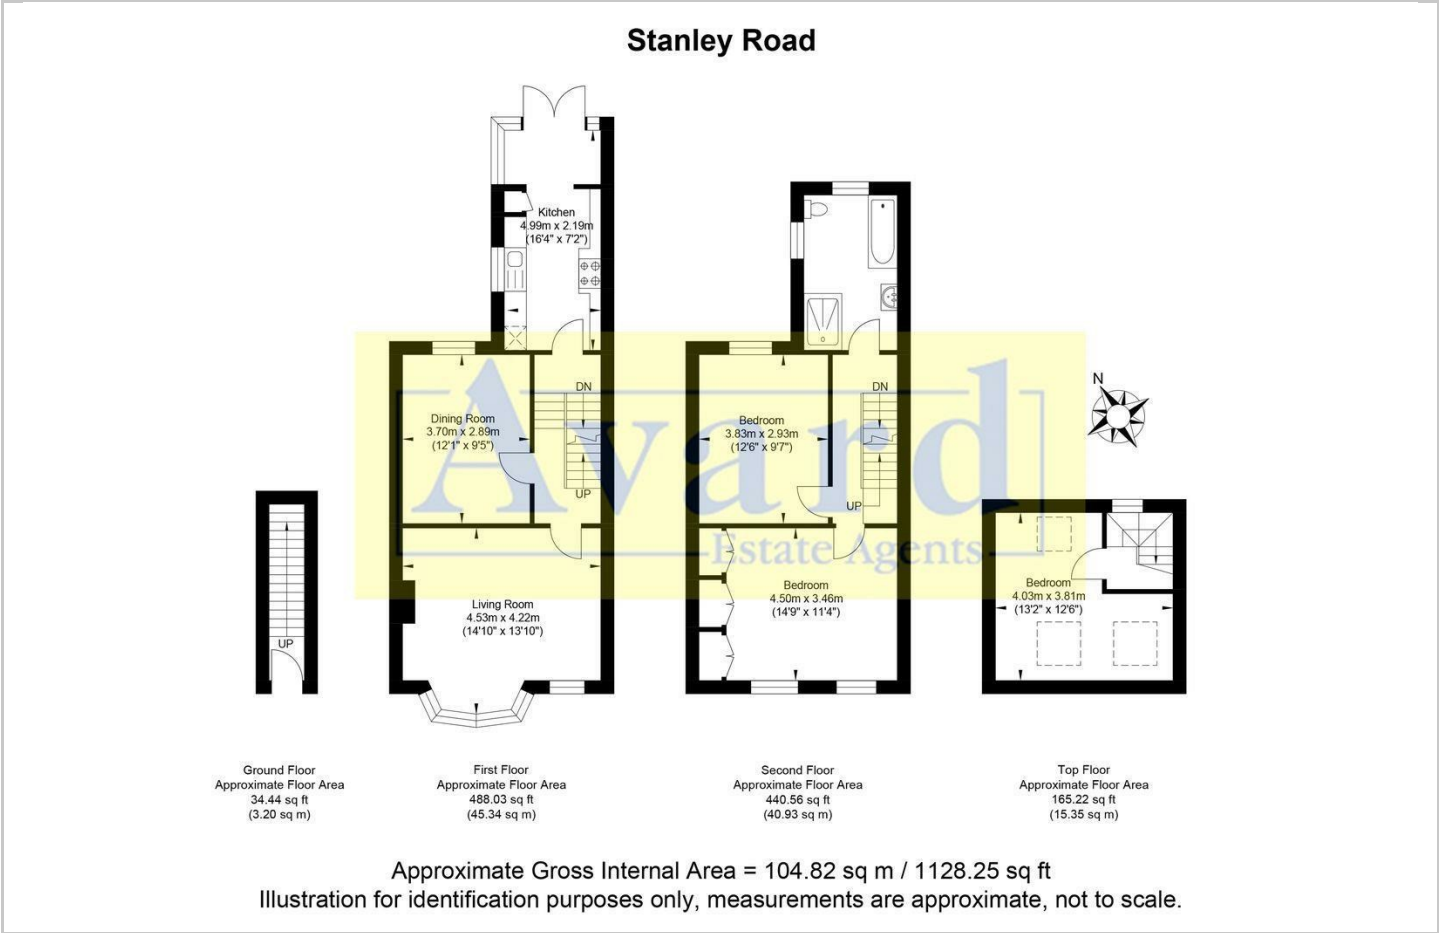 Stanley Road
Kitchen
4.99m x 2.19m
(16'4" x 7'2")
DN
Dining Room
3.70m x 2.89m
(12'1" x 9'5")
UP
Living Room
4.53m x 4.22m
(14'10" x 13'10")
UP
DN
Bedroom
3.83m x 2.93m
(12'6" x 9'7")
UP
Bedroom
4.50m x 3.46m
(14'9" x 11'4")
N
Bedroom
4.03m x 3.81m
(13'2" x 12'6")
Avard
Estate Agents
Ground Floor
Approximate Floor Area
34.44 sq ft
(3.20 sq m)
First Floor
Approximate Floor Area
488.03 sq ft
(45.34 sq m)
Second Floor
Approximate Floor Area
440.56 sq ft
(40.93 sq m)
Top Floor
Approximate Floor Area
165.22 sq ft
(15.35 sq m)
Approximate Gross Internal Area = 104.82 sq m / 1128.25 sq ft
Illustration for identification purposes only, measurements are approximate, not to scale.